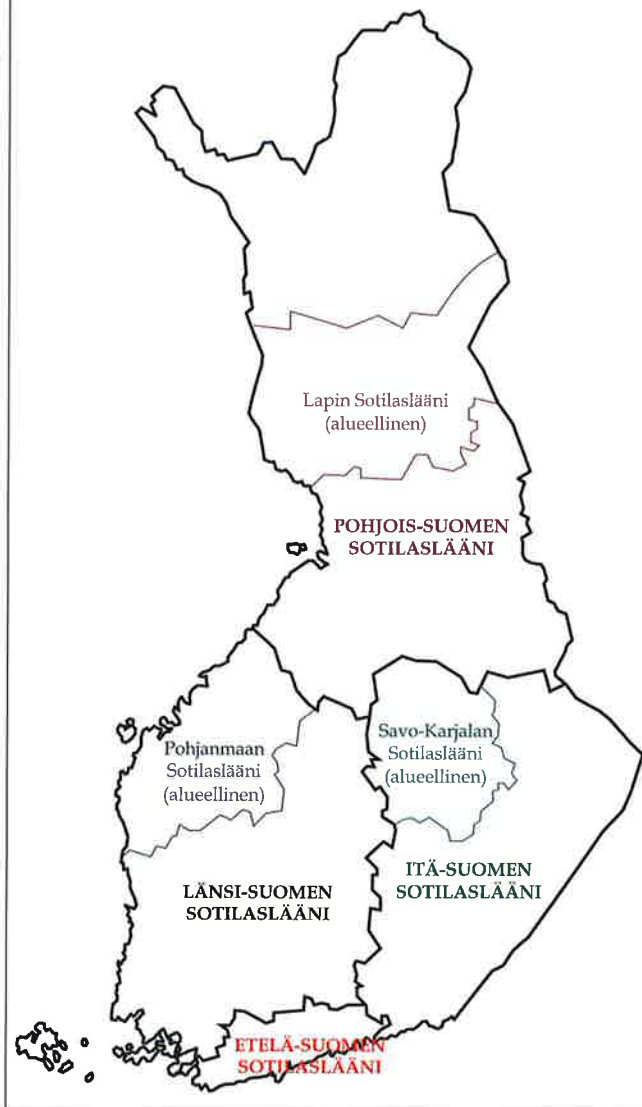 Lapin Sotilaslääni
(alueellinen)
POHJOIS-SUOMEN
SOTILASLÄÄNI
Pohjanmaan
Sotilaslääni
(alueellinen)
Savo-Karjalan
Sotilaslääni
(alueellinen)
LÄNSI-SUOMEN
SOTILASLÄÄNI
ITÄ-SUOMEN
SOTILASLÄÄNI
ETELÄ-SUOMEN
SOTILASLÄÄNI